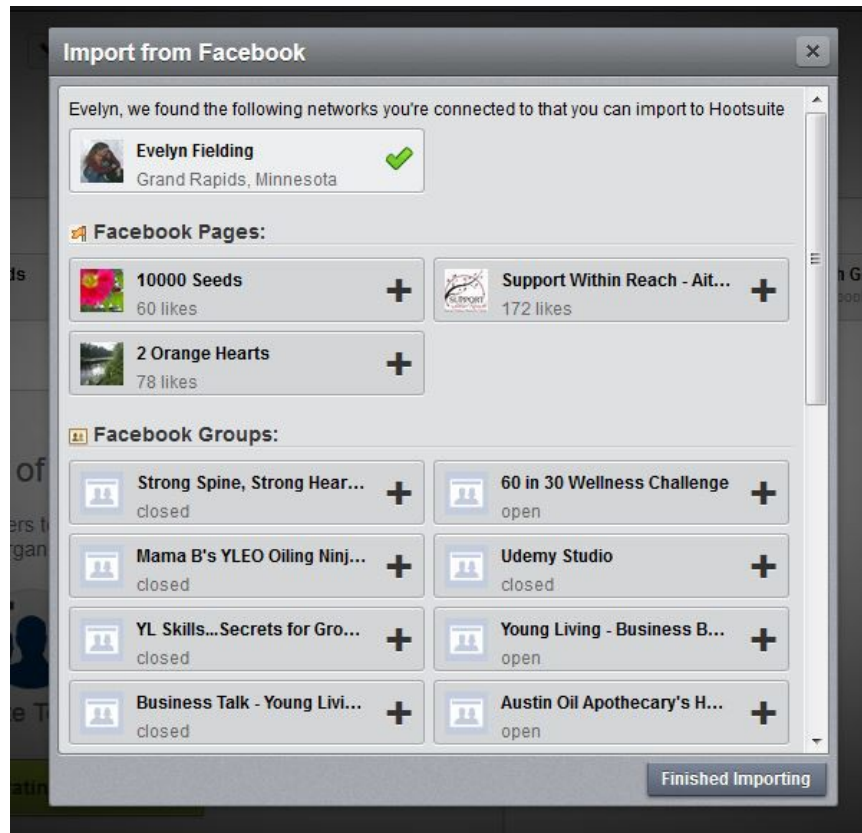 Import from Facebook
Evelyn, we found the following networks you're connected to that you can import to Hootsuite
Evelyn Fielding
Grand Rapids, Minnesota
Facebook Pages:
10000 Seeds
60 likes
Support Within Reach - Ait...
172 likes
SUPPORT
2 Orange Hearts
78 likes
Facebook Groups:
Strong Spine, Strong Hear...
closed
60 in 30 Wellness Challenge
open
Mama B's YLEO Oiling Ninj...
closed
Udemy Studio
closed
YL Skills...Secrets for Gro...
closed
Young Living - Business B...
open
Business Talk - Young Livi...
closed
Austin Oil Apothecary's H...
open
Finished Importing
of